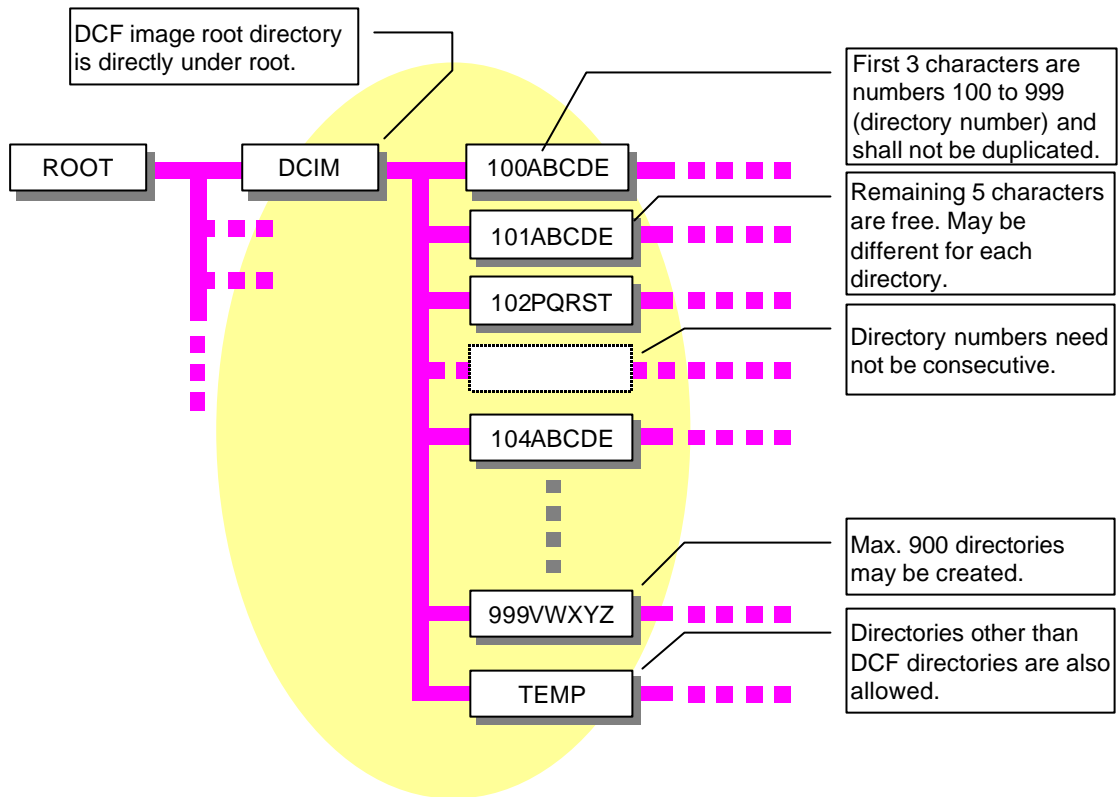 DCF image root directory
is directly under root.
First 3 characters are
numbers 100 to 999
(directory number) and
shall not be duplicated.
ROOT
DCIM
100ABCDE
Remaining 5 characters
are free. May be
different for each
directory.
101ABCDE
102PQRST
Directory numbers need
not be consecutive.
104ABCDE
Max. 900 directories
may be created.
999VWXYZ
Directories other than
DCF directories are also
allowed.
TEMP